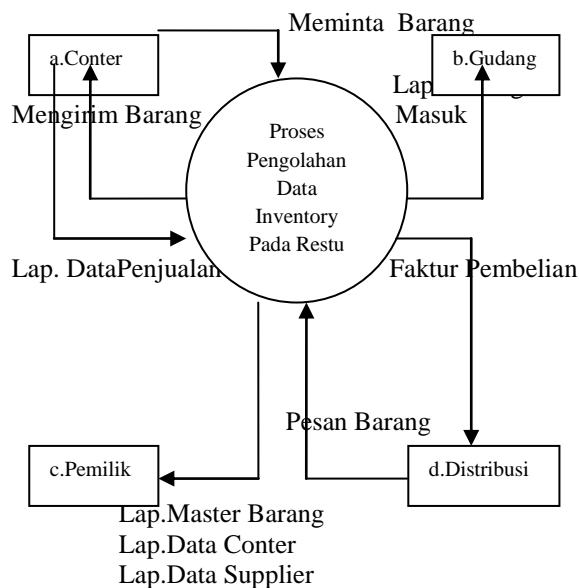 Meminta Barang
a.Conter
b.Gudang
Lap
Mengirim Barang
Masuk
Proses
Pengolahan
Data
Inventory
Pada Restu
Lap. DataPenjualan
Faktur Pembelian
Pesan Barang
c.Pemilik
d.Distribusi
Lap.Master Barang
Lap.Data Conter
Lap.Data Supplier